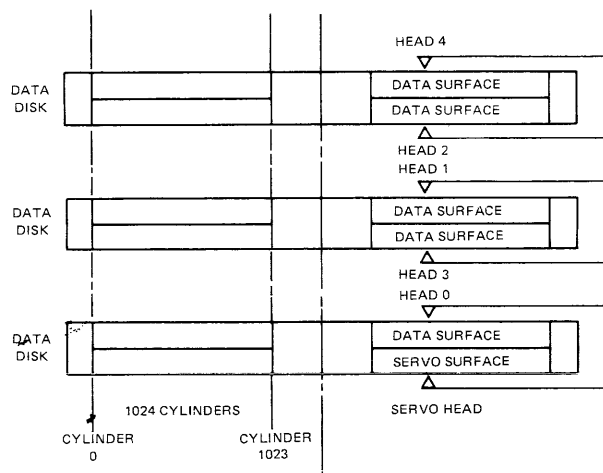 HEAD 4
DATA DISK
DATA SURFACE
DATA SURFACE
HEAD 2
HEAD 1
DATA DISK
DATA SURFACE
DATA SURFACE
HEAD 3
HEAD 0
DATA DISK
DATA SURFACE
SERVO SURFACE
1024 CYLINDERS
SERVO HEAD
CYLINDER 0
CYLINDER 1023